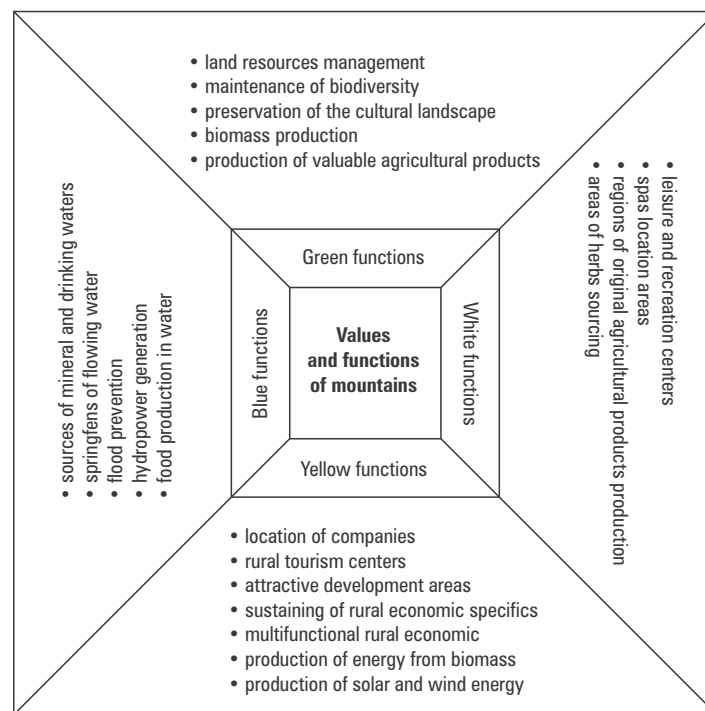 • land resources management
• maintenance of biodiversity
• preservation of the cultural landscape
• biomass production
• production of valuable agricultural products
Green functions
• sources of mineral and drinking waters
• springfens of flowing water
• flood prevention
• hydropower generation
• food production in water
Blue functions
Values
and functions
of mountains
White functions
• leisure and recreation centers
• spas location areas
• regions of original agricultural products production
• areas of herbs sourcing
Yellow functions
• location of companies
• rural tourism centers
• attractive development areas
• sustaining of rural economic specifics
• multifunctional rural economic
• production of energy from biomass
• production of solar and wind energy